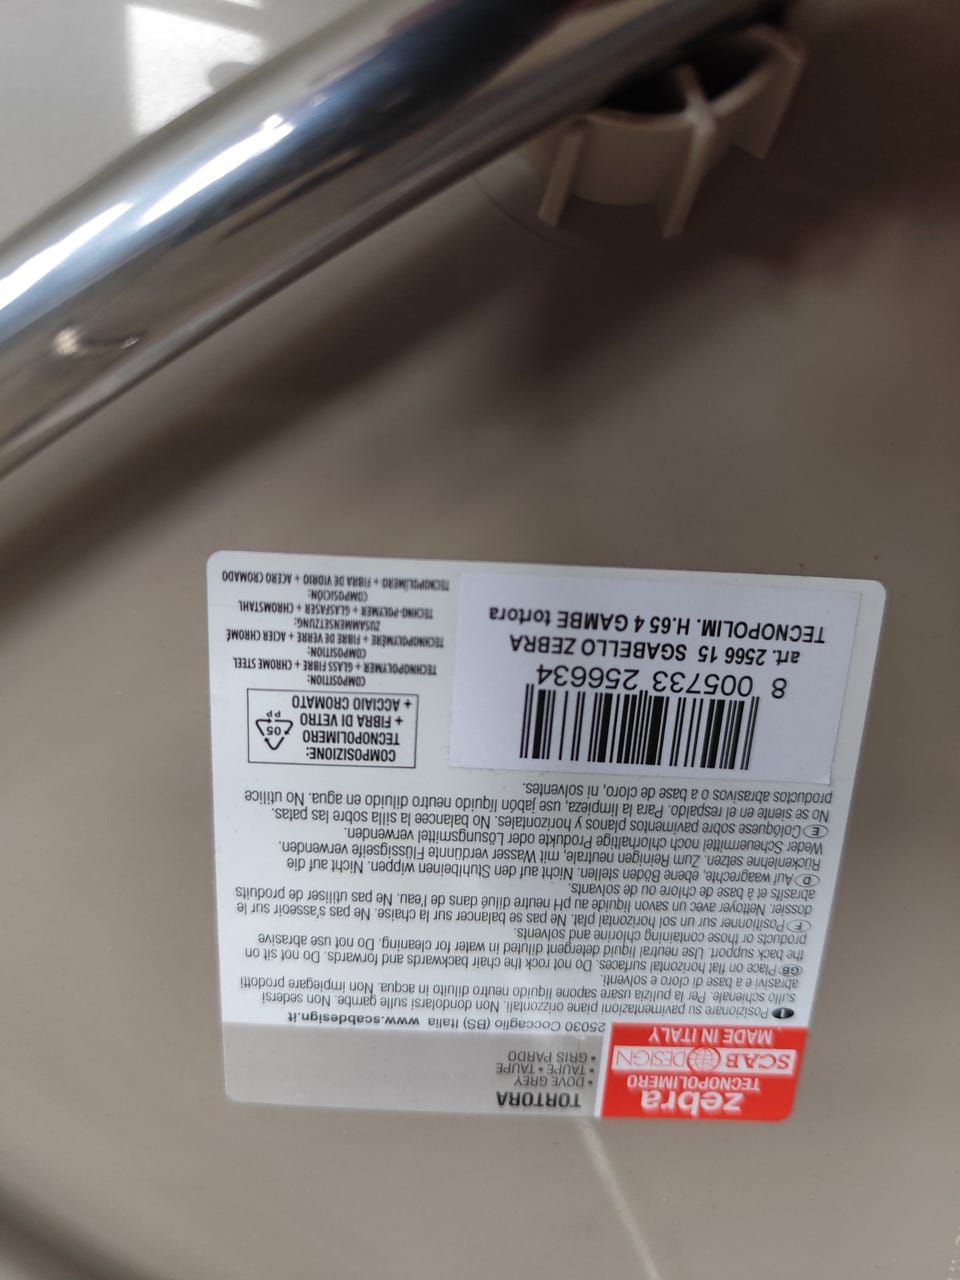 zebra
TECNOPOLIMERO
SCAB DESIGN
MADE IN ITALY
TORTORA
• DOVE GREY
• TAUPE • TAUPE
• GRIS PARDO
25030 Coccaglio (BS) Italia www.scabdesign.it
I Posizionare su pavimentazioni piane orizzontali. Non dondolarsi sulle gambe. Non sedersi
sullo schienale. Per la pulizia usare sapone liquido neutro diluito in acqua. Non impiegare prodotti
abrasivi e a base di cloro e solventi.
GB Place on flat horizontal surfaces. Do not rock the chair backwards and forwards. Do not sit on
the back support. Use neutral liquid detergent diluted in water for cleaning. Do not use abrasive
products or those containing chlorine and solvents.
F Positionner sur un sol horizontal plat. Ne pas se balancer sur la chaise. Ne pas s'asseoir sur le
dossier. Nettoyer avec un savon liquide au pH neutre dilué dans de l'eau. Ne pas utiliser de produits
abrasifs et à base de chlore ou de solvants.
D Auf waagrechte, ebene Böden stellen. Nicht auf den Stuhlbeinen wippen. Nicht auf die
Rückenlehne setzen. Zum Reinigen neutrale, mit Wasser verdünnte Flüssigseife verwenden.
Weder Scheuermittel noch chlorhaltige Produkte oder Lösungsmittel verwenden.
E Colóquese sobre pavimentos planos y horizontales. No balancee la silla sobre las patas.
No se siente en el respaldo. Para la limpieza, use jabón líquido neutro diluido en agua. No utilice
productos abrasivos o a base de cloro, ni solventes.
8 005733 256634
art. 2566 15 SGABELLO ZEBRA
TECNOPOLIM. H.65 4 GAMBE tortora
COMPOSIZIONE:
TECNOPOLIMERO
+ FIBRA DI VETRO
+ ACCIAIO CROMATO
05
PP
COMPOSITION:
TECHNOPOLYMER + GLASS FIBRE + CHROME STEEL
COMPOSITION:
TECHNOPOLYMÈRE + FIBRE DE VERRE + ACIER CHROMÉ
ZUSAMMENSETZUNG:
TECHNO-POLYMER + GLASFASER + CHROMSTAHL
COMPOSICIÓN:
TECNOPOLÍMERO + FIBRA DE VIDRIO + ACERO CROMADO